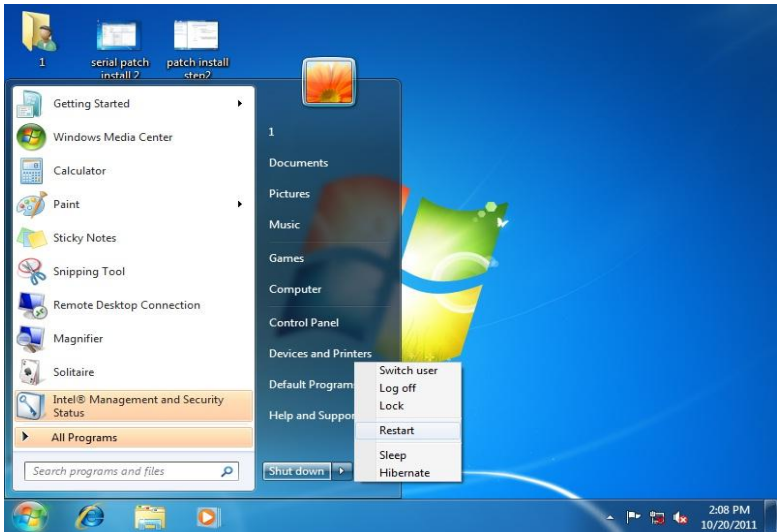 1
serial patch
install 2
patch install
step2
Getting Started
Windows Media Center
Calculator
Paint
Sticky Notes
Snipping Tool
Remote Desktop Connection
Magnifier
Solitaire
Intel® Management and Security
Status
All Programs
Search programs and files
1
Documents
Pictures
Music
Games
Computer
Control Panel
Devices and Printers
Default Program
Help and Suppor
Shut down
Switch user
Log off
Lock
Restart
Sleep
Hibernate
2:08 PM
10/20/2011